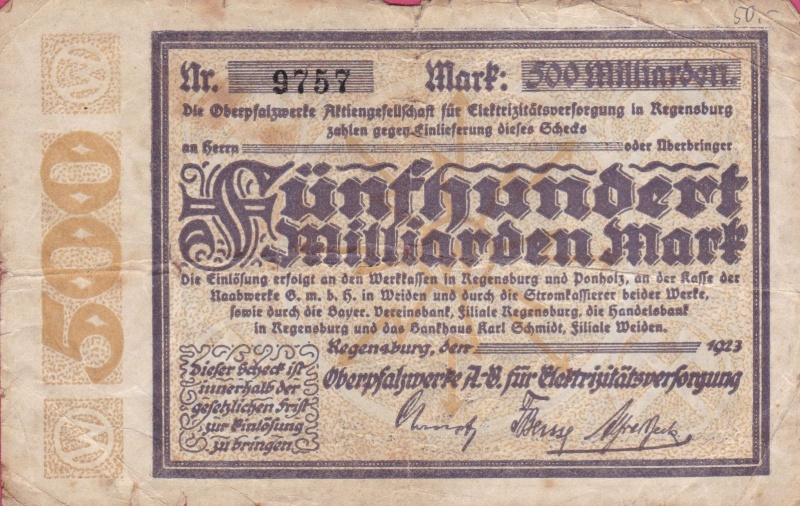 50.-
Nr. 9757 Mark: 500 Milliarden.
Die Oberpfalzwerke Aktiengesellschaft für Elektrizitätsversorgung in Regensburg
zahlen gegen Einlieferung dieses Schecks
an Herrn oder Überbringer
Fünfhundert
Milliarden Mark
Die Einlösung erfolgt an den Werkkassen in Regensburg und Ponholz, an der Kasse der
Naabwerke G. m. b. H. in Weiden und durch die Stromkassierer beider Werke,
sowie durch die Bayer. Vereinsbank, Filiale Regensburg, die Handelsbank
in Regensburg und das Bankhaus Karl Schmidt, Filiale Weiden.
Regensburg, den 1923
Oberpfalzwerke A-G. für Elektrizitätsversorgung
Dieser Scheck ist
innerhalb der
gesetzlichen Frist
zur Einlösung
zu bringen
500